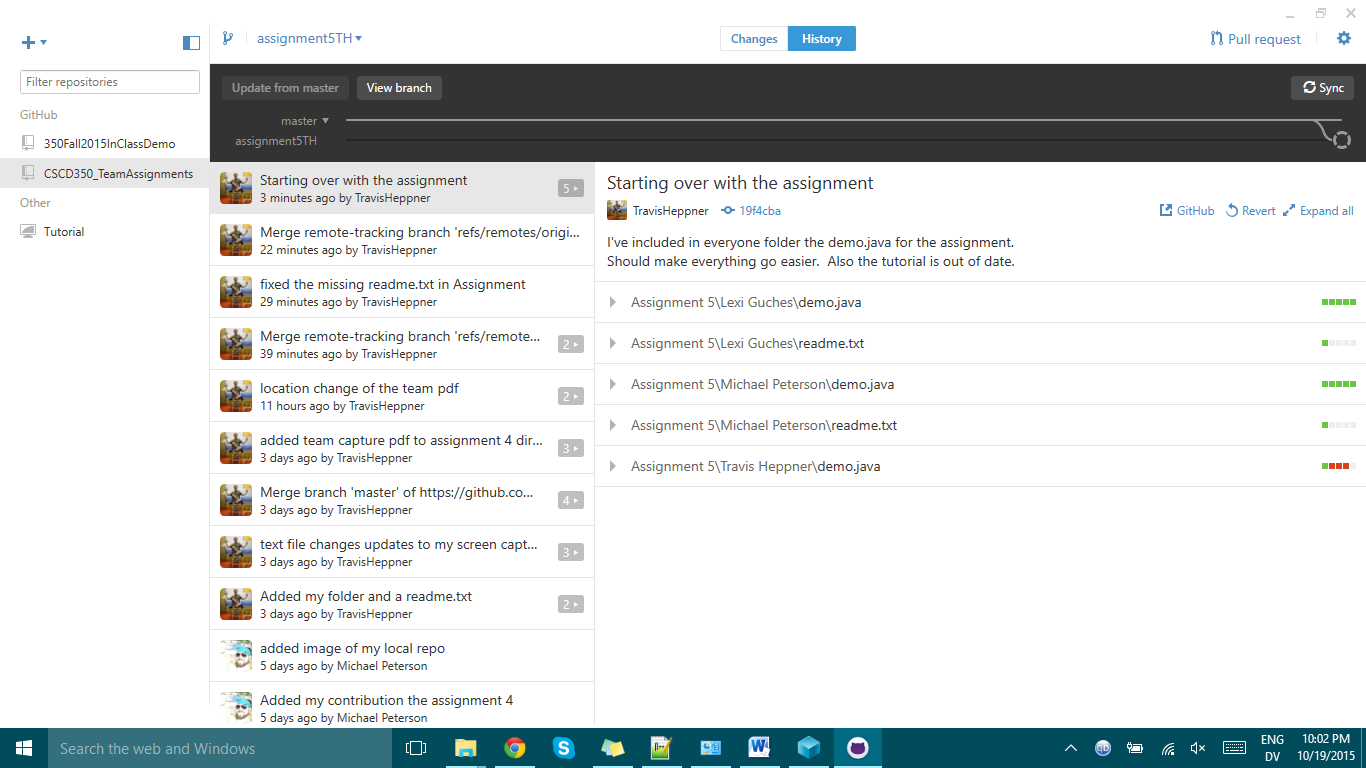 assignment5TH
Changes
History
Pull request
Filter repositories
GitHub
350Fall2015InClassDemo
CSCD350_TeamAssignments
Other
Tutorial
Update from master
View branch
Sync
master
assignment5TH
Starting over with the assignment
3 minutes ago by TravisHeppner
5
Merge remote-tracking branch 'refs/remotes/origi...
22 minutes ago by TravisHeppner
fixed the missing readme.txt in Assignment
29 minutes ago by TravisHeppner
Merge remote-tracking branch 'refs/remote...
39 minutes ago by TravisHeppner
2
location change of the team pdf
11 hours ago by TravisHeppner
2
added team capture pdf to assignment 4 dir...
3 days ago by TravisHeppner
3
Merge branch 'master' of https://github.co...
3 days ago by TravisHeppner
4
text file changes updates to my screen capt...
3 days ago by TravisHeppner
3
Added my folder and a readme.txt
3 days ago by TravisHeppner
2
added image of my local repo
5 days ago by Michael Peterson
Added my contribution the assignment 4
5 days ago by Michael Peterson
Starting over with the assignment
TravisHeppner
19f4cba
GitHub
Revert
Expand all
I've included in everyone folder the demo.java for the assignment.
Should make everything go easier.  Also the tutorial is out of date.
Assignment 5\Lexi Guches\demo.java
Assignment 5\Lexi Guches\readme.txt
Assignment 5\Michael Peterson\demo.java
Assignment 5\Michael Peterson\readme.txt
Assignment 5\Travis Heppner\demo.java
Search the web and Windows
ENG
DV
10:02 PM
10/19/2015